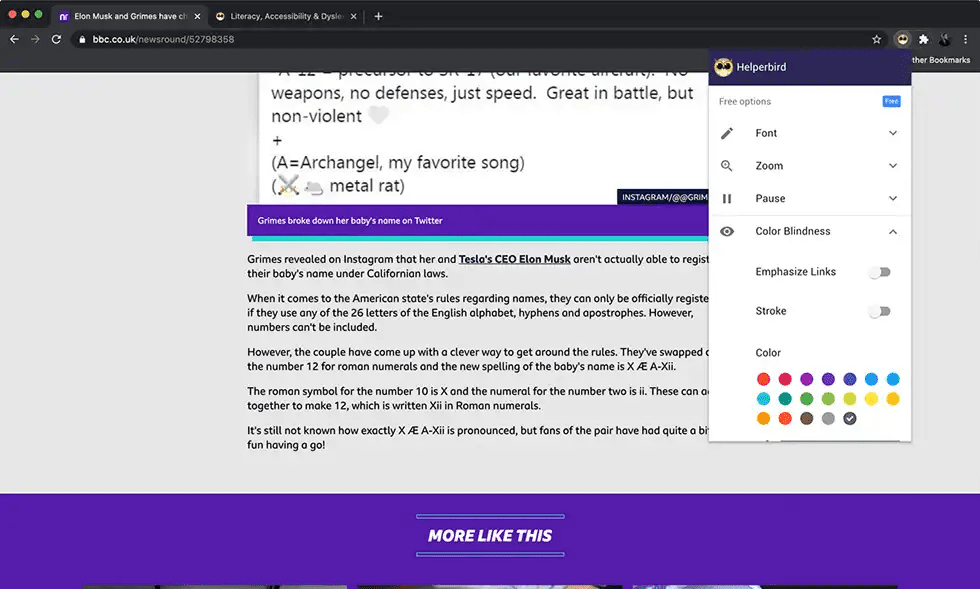 Elon Musk and Grimes have ch
Literacy, Accessibility & Dysle
bbc.co.uk/newsround/52798358
ther Bookmarks
A-12 = precursor to SR-17 (our favorite aircraft). No
weapons, no defenses, just speed. Great in battle, but
non-violent 🤍
+
(A=Archangel, my favorite song)
(⚔️🐁 metal rat)
INSTAGRAM/@@GRIM
Grimes broke down her baby's name on Twitter
Grimes revealed on Instagram that her and Tesla's CEO Elon Musk aren't actually able to regist
their baby's name under Californian laws.
When it comes to the American state's rules regarding names, they can only be officially registe
if they use any of the 26 letters of the English alphabet, hyphens and apostrophes. However,
numbers can't be included.
However, the couple have come up with a clever way to get around the rules. They've swapped o
the number 12 for roman numerals and the new spelling of the baby's name is X Æ A-Xii.
The roman symbol for the number 10 is X and the numeral for the number two is ii. These can ad
together to make 12, which is written Xii in Roman numerals.
It's still not known how exactly X Æ A-Xii is pronounced, but fans of the pair have had quite a bi
fun having a go!
MORE LIKE THIS
Helperbird
Free options
Free
Font
Zoom
Pause
Color Blindness
Emphasize Links
Stroke
Color